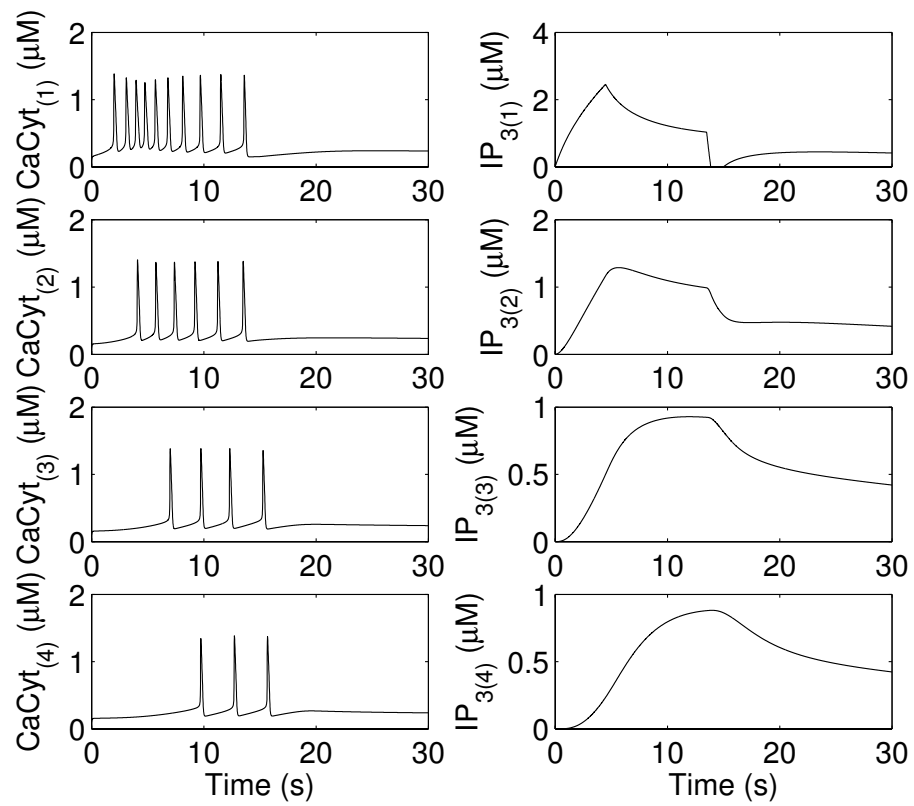 CaCyt(1) (μM)
2
1
0
0 10 20 30
IP3(1) (μM)
4
2
0
0 10 20 30
CaCyt(2) (μM)
2
1
0
0 10 20 30
IP3(2) (μM)
2
1
0
0 10 20 30
CaCyt(3) (μM)
2
1
0
0 10 20 30
IP3(3) (μM)
1
0.5
0
0 10 20 30
CaCyt(4) (μM)
2
1
0
0 10 20 30
Time (s)
IP3(4) (μM)
1
0.5
0
0 10 20 30
Time (s)